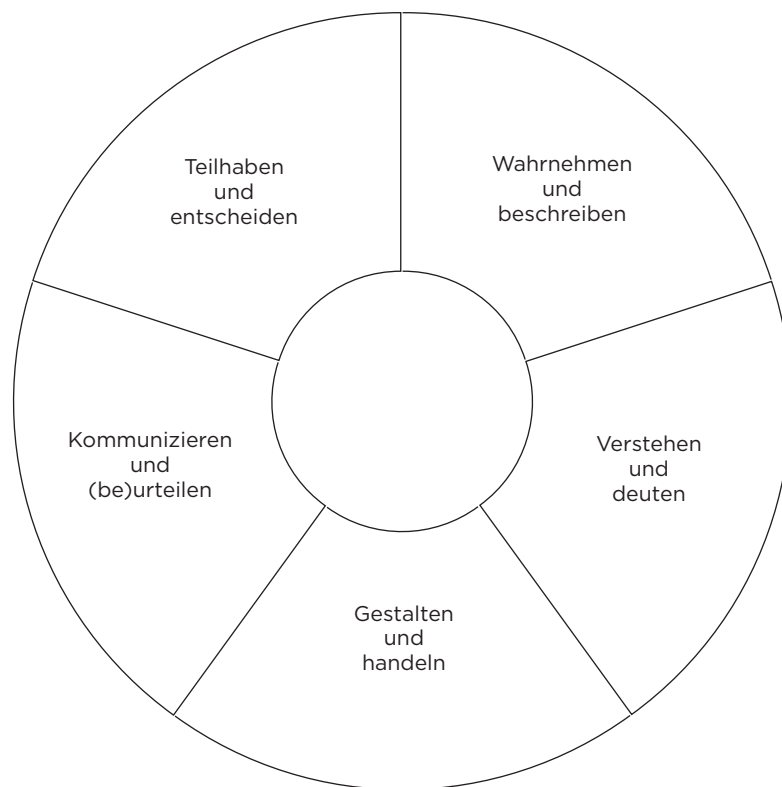 Teilhaben
und
entscheiden
Wahrnehmen
und
beschreiben
Kommunizieren
und
(be)urteilen
Verstehen
und
deuten
Gestalten
und
handeln